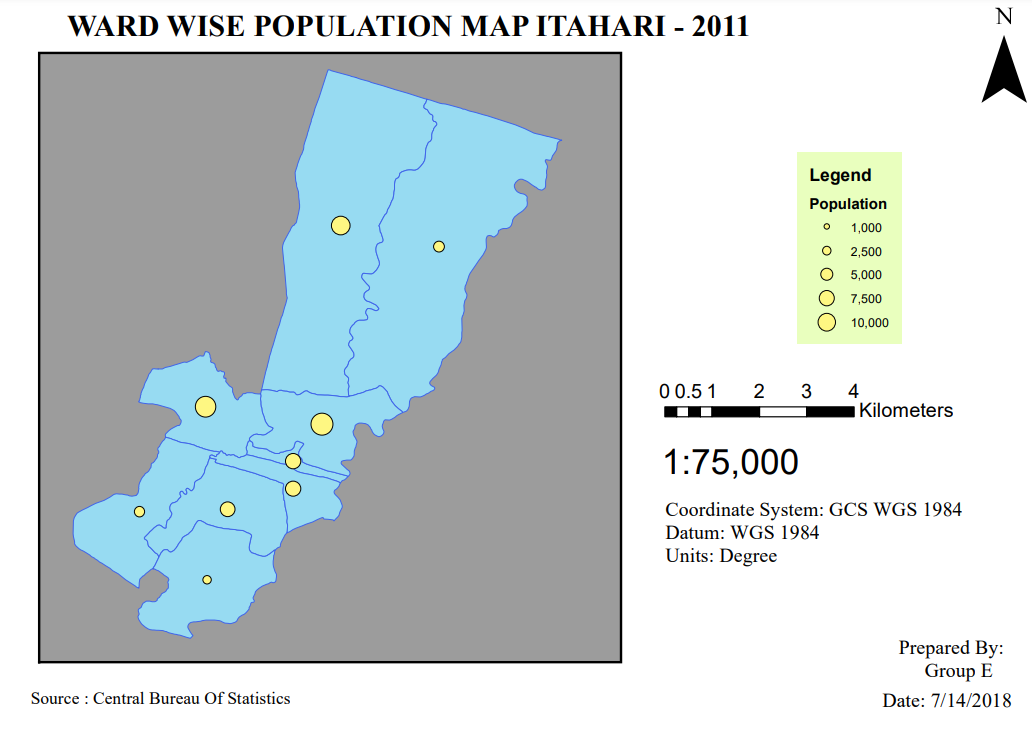 WARD WISE POPULATION MAP ITAHARI - 2011
N
Legend
Population
1,000
2,500
5,000
7,500
10,000
0 0.5 1 2 3 4
Kilometers
1:75,000
Coordinate System: GCS WGS 1984
Datum: WGS 1984
Units: Degree
Prepared By:
Group E
Date: 7/14/2018
Source : Central Bureau Of Statistics